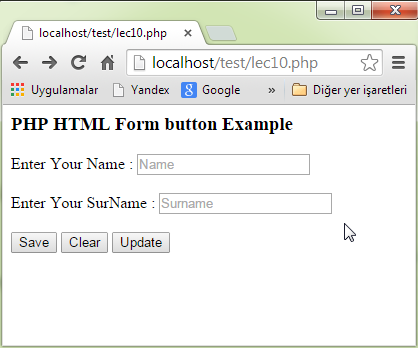 localhost/test/lec10.php
localhost/test/lec10.php
Uygulamalar Yandex Google » Diğer yer işaretleri
PHP HTML Form button Example
Enter Your Name : Name
Enter Your SurName : Surname
Save Clear Update